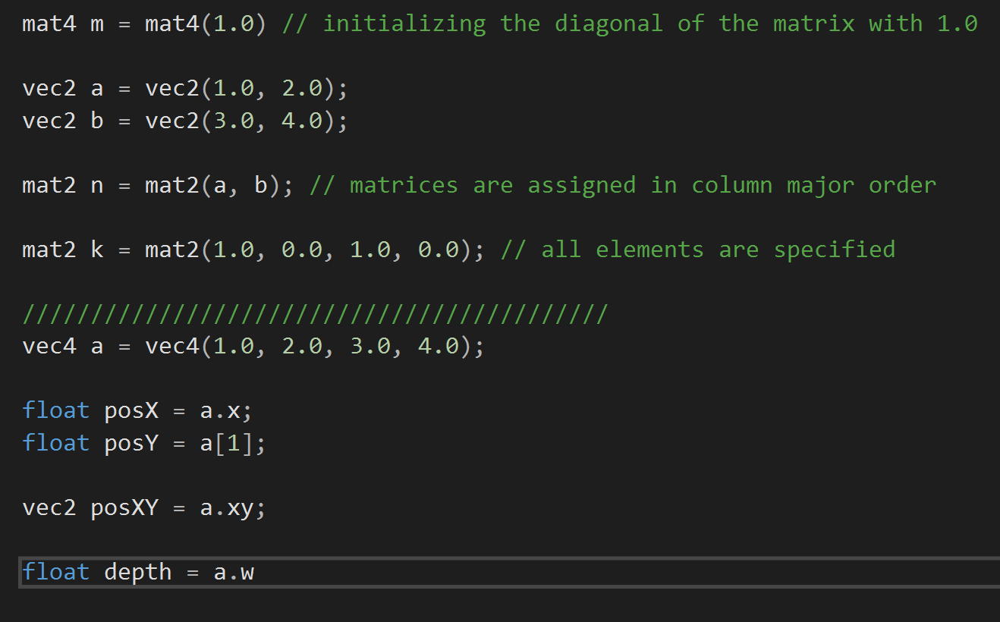 mat4 m = mat4(1.0) // initializing the diagonal of the matrix with 1.0
vec2 a = vec2(1.0, 2.0);
vec2 b = vec2(3.0, 4.0);
mat2 n = mat2(a, b); // matrices are assigned in column major order
mat2 k = mat2(1.0, 0.0, 1.0, 0.0); // all elements are specified
///////////////////////////////////////////
vec4 a = vec4(1.0, 2.0, 3.0, 4.0);
float posX = a.x;
float posY = a[1];
vec2 posXY = a.xy;
float depth = a.w